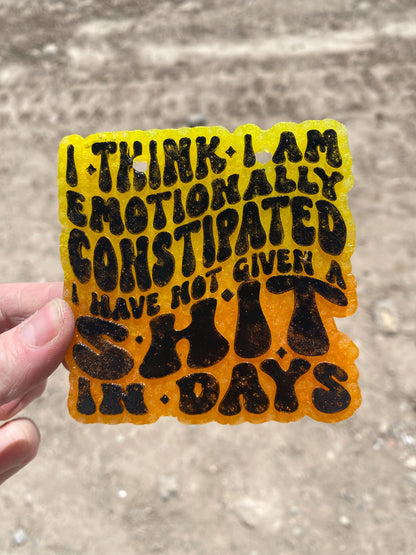 I THINK I AM
EMOTIONALLY
CONSTIPATED
I HAVE NOT GIVEN A
SHIT
IN DAYS